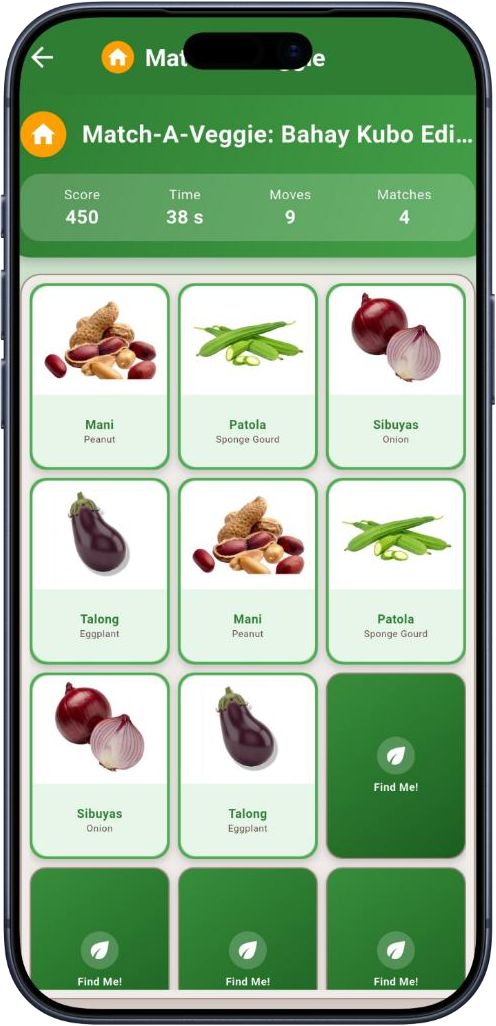 Mat gie
Match-A-Veggie: Bahay Kubo Edi...
Score Time Moves Matches
450 38 s 9 4
Mani Patola Sibuyas
Peanut Sponge Gourd Onion
Talong Mani Patola
Eggplant Peanut Sponge Gourd
Sibuyas Talong
Onion Eggplant
Find Me!
Find Me! Find Me! Find Me!